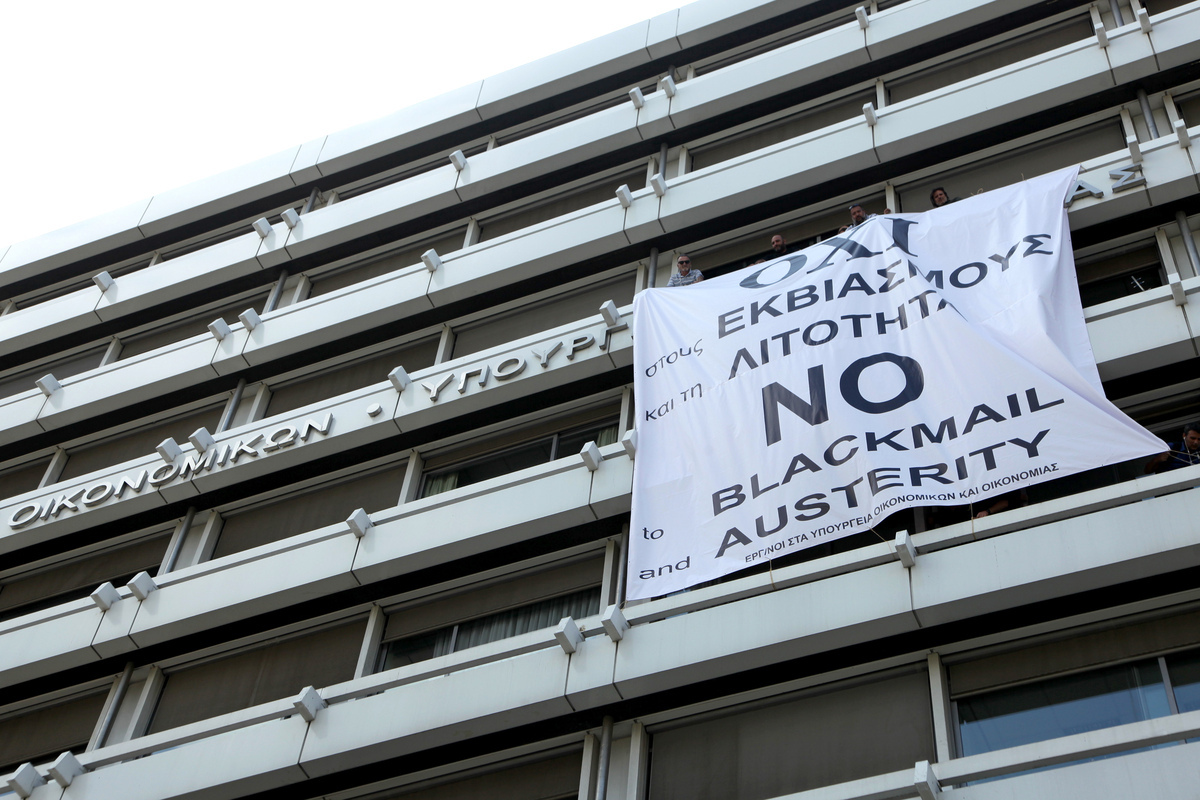 ΟΙΚΟΝΟΜΙΚΩΝ • ΥΠΟΥΡΓ ΑΣ
ΟΧΙ
στους ΕΚΒΙΑΣΜΟΥΣ
και τη ΛΙΤΟΤΗΤΑ
NO
to BLACKMAIL
and AUSTERITY
ΕΡΓ/ΝΟΙ ΣΤΑ ΥΠΟΥΡΓΕΙΑ ΟΙΚΟΝΟΜΙΚΩΝ ΚΑΙ ΟΙΚΟΝΟΜΙΑΣ